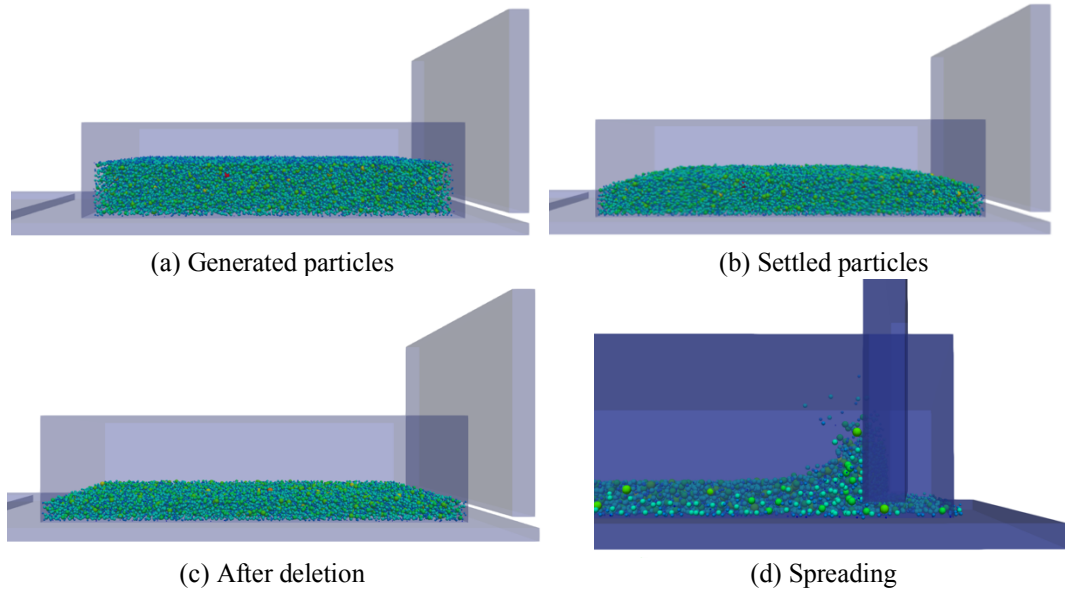 (a) Generated particles
(b) Settled particles
(c) After deletion
(d) Spreading